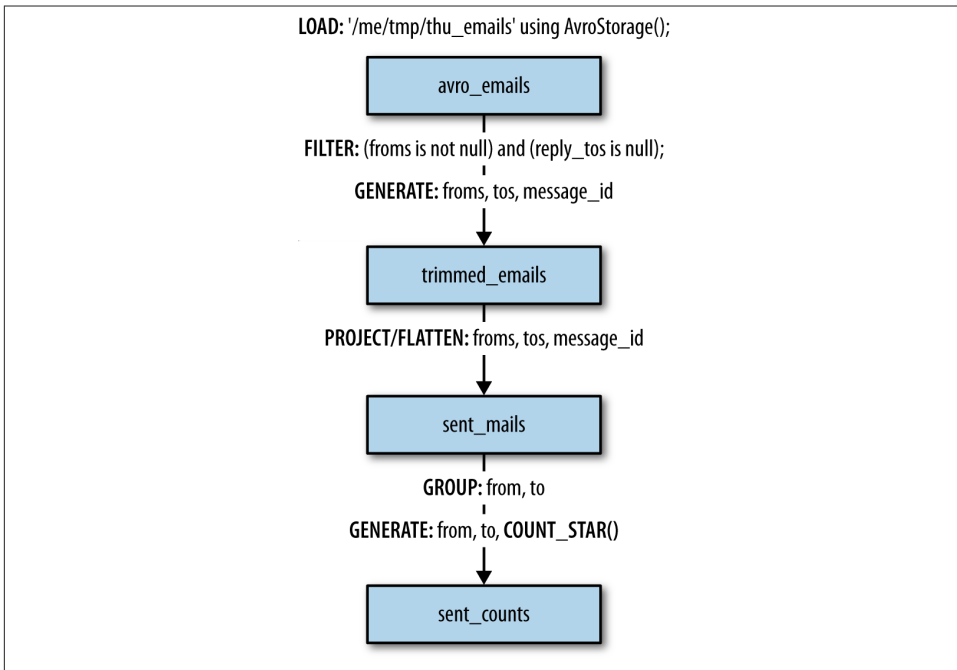 LOAD: '/me/tmp/thu_emails' using AvroStorage();
avro_emails
FILTER: (froms is not null) and (reply_tos is null);
GENERATE: froms, tos, message_id
trimmed_emails
PROJECT/FLATTEN: froms, tos, message_id
sent_mails
GROUP: from, to
GENERATE: from, to, COUNT_STAR()
sent_counts